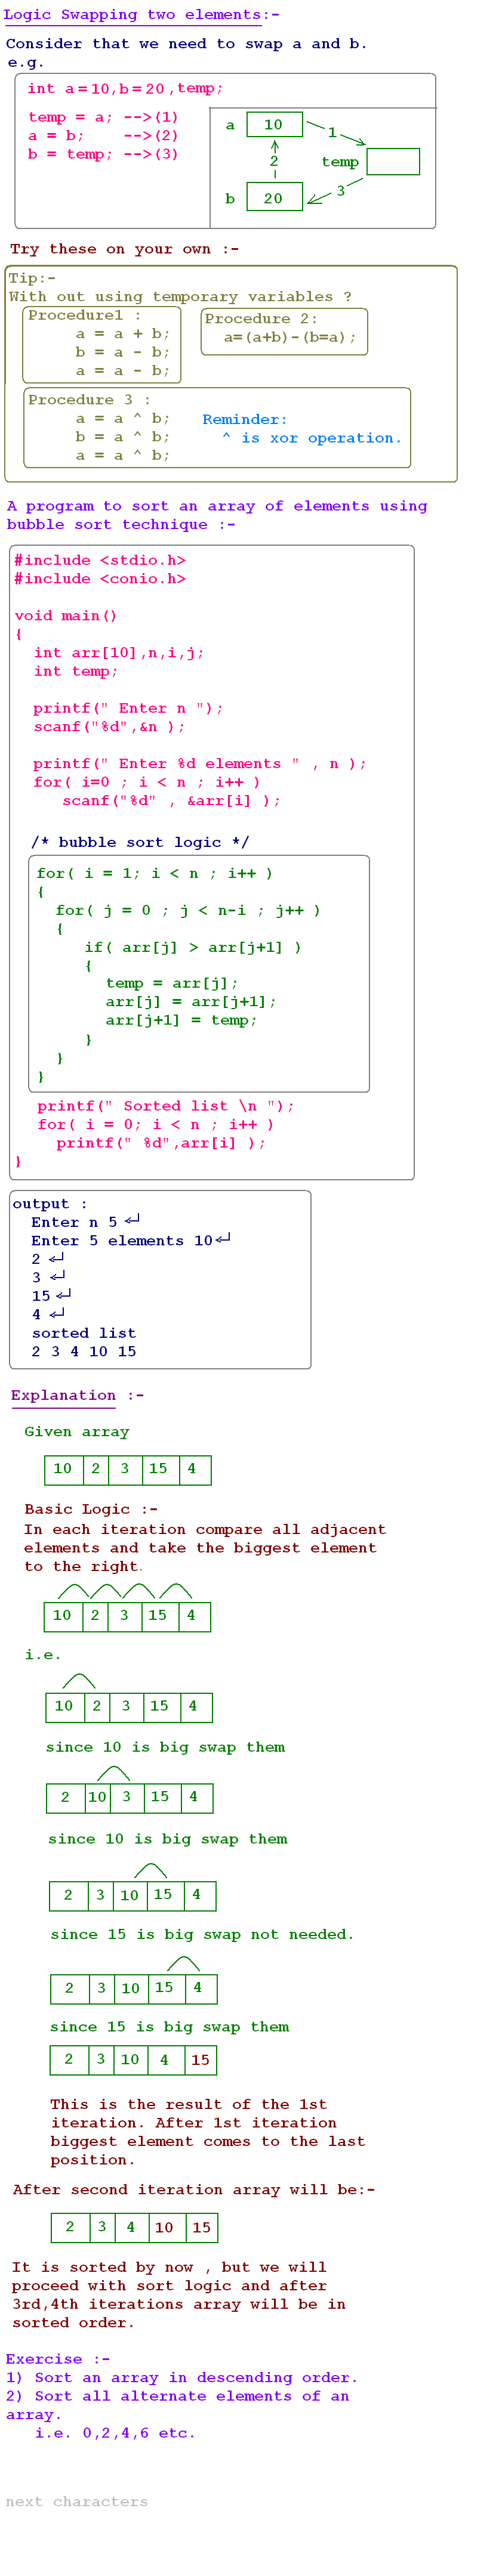 Logic Swapping two elements:-
Consider that we need to swap a and b.
e.g.
int a=10,b=20,temp;
temp = a; -->(1)
a = b; -->(2)
b = temp; -->(3)
a 10
1
temp
2
3
b 20
Try these on your own :-
Tip:-
With out using temporary variables ?
Procedure1 :
a = a + b;
b = a - b;
a = a - b;
Procedure 2:
a=(a+b)-(b=a);
Procedure 3 :
a = a ^ b;
b = a ^ b;
a = a ^ b;
Reminder:
^ is xor operation.
A program to sort an array of elements using
bubble sort technique :-
#include <stdio.h>
#include <conio.h>
void main()
{
int arr[10],n,i,j;
int temp;
printf(" Enter n ");
scanf("%d",&n );
printf(" Enter %d elements " , n );
for( i=0 ; i < n ; i++ )
scanf("%d" , &arr[i] );
/* bubble sort logic */
for( i = 1; i < n ; i++ )
{
for( j = 0 ; j < n-i ; j++ )
{
if( arr[j] > arr[j+1] )
{
temp = arr[j];
arr[j] = arr[j+1];
arr[j+1] = temp;
}
}
}
printf(" Sorted list \n ");
for( i = 0; i < n ; i++ )
printf(" %d",arr[i] );
}
output :
Enter n 5
Enter 5 elements 10
2
3
15
4
sorted list
2 3 4 10 15
Explanation :-
Given array
10 2 3 15 4
Basic Logic :-
In each iteration compare all adjacent
elements and take the biggest element
to the right.
10 2 3 15 4
i.e.
10 2 3 15 4
since 10 is big swap them
2 10 3 15 4
since 10 is big swap them
2 3 10 15 4
since 15 is big swap not needed.
2 3 10 15 4
since 15 is big swap them
2 3 10 4 15
This is the result of the 1st
iteration. After 1st iteration
biggest element comes to the last
position.
After second iteration array will be:-
2 3 4 10 15
It is sorted by now , but we will
proceed with sort logic and after
3rd,4th iterations array will be in
sorted order.
Exercise :-
1) Sort an array in descending order.
2) Sort all alternate elements of an
array.
i.e. 0,2,4,6 etc.
next characters